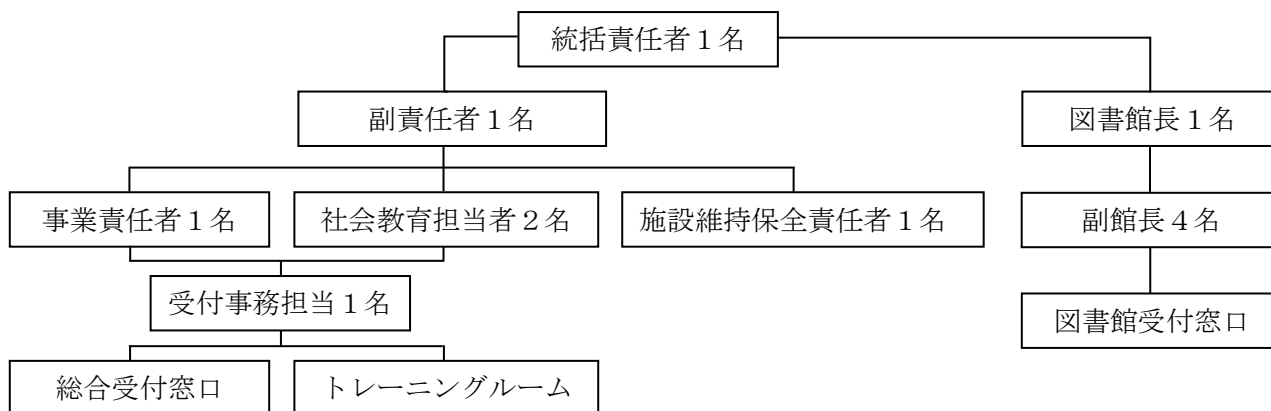 統括責任者１名
副責任者１名
図書館長１名
事業責任者１名
社会教育担当者２名
施設維持保全責任者１名
副館長４名
受付事務担当１名
図書館受付窓口
総合受付窓口
トレーニングルーム